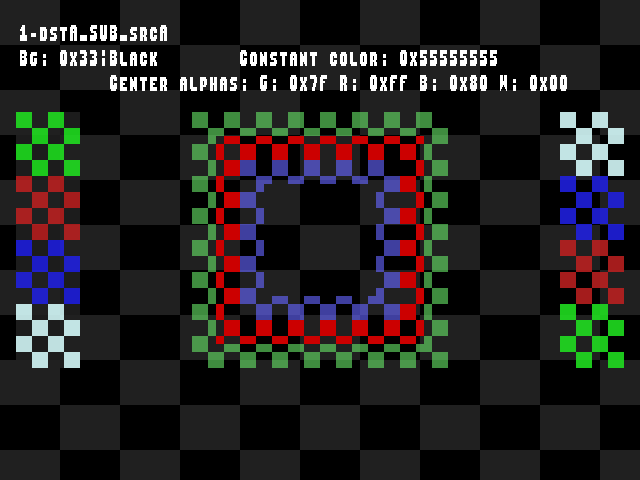 1-dstA_SUB_srcA
Bg: 0x33¦Black Constant color: 0x55555555
Center alphas: G: 0x7f R: 0xff B: 0x80 W: 0x00